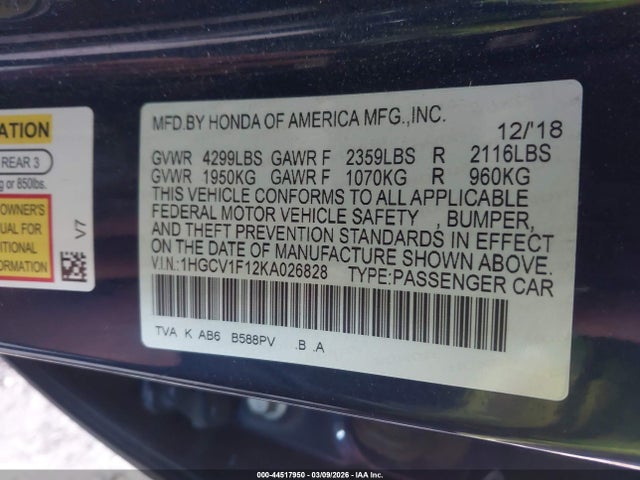 ATION
REAR 3
g or 850lbs.
OWNER'S
NUAL FOR
DITIONAL
FORMATION
V7
MFD.BY HONDA OF AMERICA MFG.,INC.
12/'18
GVWR 4299LBS GAWR F 2359LBS R 2116LBS
GVWR 1950KG GAWR F 1070KG R 960KG
THIS VEHICLE CONFORMS TO ALL APPLICABLE
FEDERAL MOTOR VEHICLE SAFETY , BUMPER,
AND THEFT PREVENTION STANDARDS IN EFFECT
ON THE DATE OF MANUFACTURE SHOWN ABOVE.
V.I.N.:1HGCV1F12KA026828 TYPE:PASSENGER CAR
TVA K AB6 B588PV .B .A
000-44517950 | 03/09/2026 | IAA Inc.